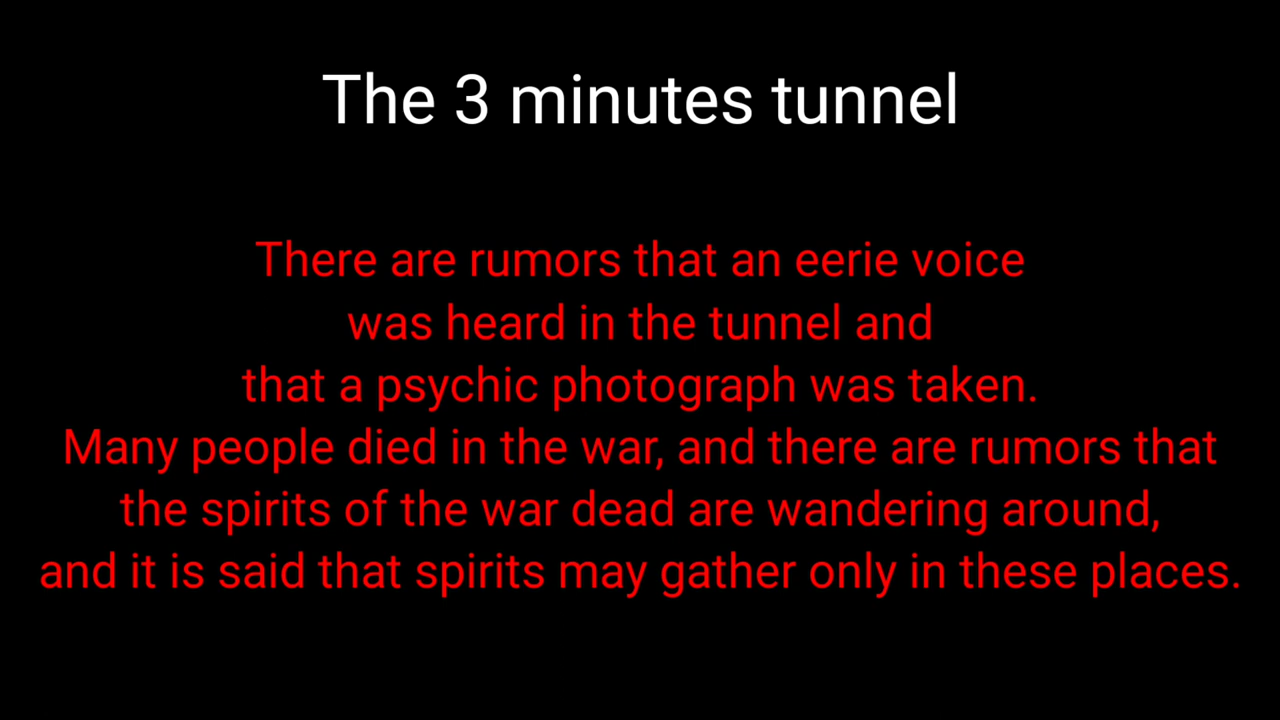 The 3 minutes tunnel
There are rumors that an eerie voice
was heard in the tunnel and
that a psychic photograph was taken.
Many people died in the war, and there are rumors that
the spirits of the war dead are wandering around,
and it is said that spirits may gather only in these places.